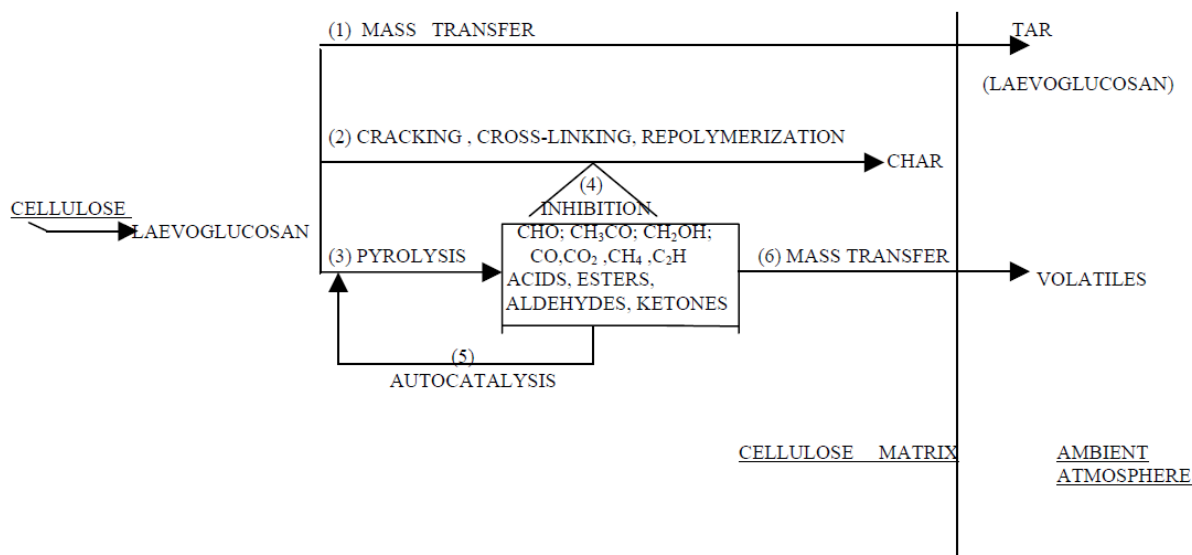 (1) MASS TRANSFER
TAR
(LAEVOGLUCOSAN)
(2) CRACKING , CROSS-LINKING, REPOLYMERIZATION
CHAR
(4)
INHIBITION
CELLULOSE
LAEVOGLUCOSAN
CHO; CH₃CO; CH₂OH;
CO,CO₂ ,CH₄ ,C₂H
ACIDS, ESTERS,
ALDEHYDES, KETONES
(3) PYROLYSIS
(6) MASS TRANSFER
VOLATILES
(5)
AUTOCATALYSIS
CELLULOSE MATRIX
AMBIENT
ATMOSPHERE